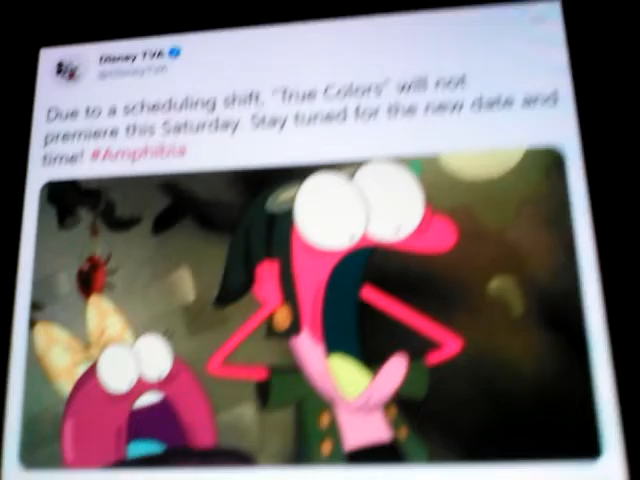 Disney TVA
@DisneyTVA
Due to a scheduling shift, "True Colors" will not
premiere this Saturday. Stay tuned for the new date and
time! #Amphibia